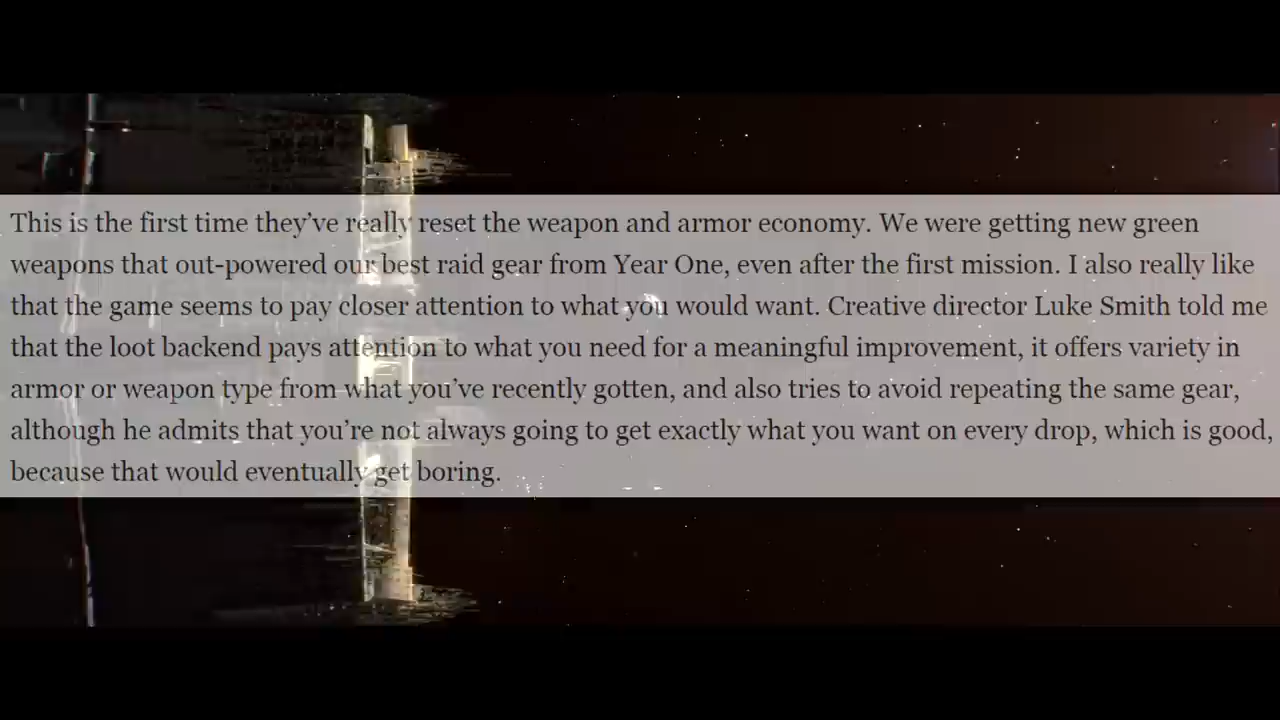 This is the first time they’ve really reset the weapon and armor economy. We were getting new green
weapons that out-powered our best raid gear from Year One, even after the first mission. I also really like
that the game seems to pay closer attention to what you would want. Creative director Luke Smith told me
that the loot backend pays attention to what you need for a meaningful improvement, it offers variety in
armor or weapon type from what you’ve recently gotten, and also tries to avoid repeating the same gear,
although he admits that you’re not always going to get exactly what you want on every drop, which is good,
because that would eventually get boring.